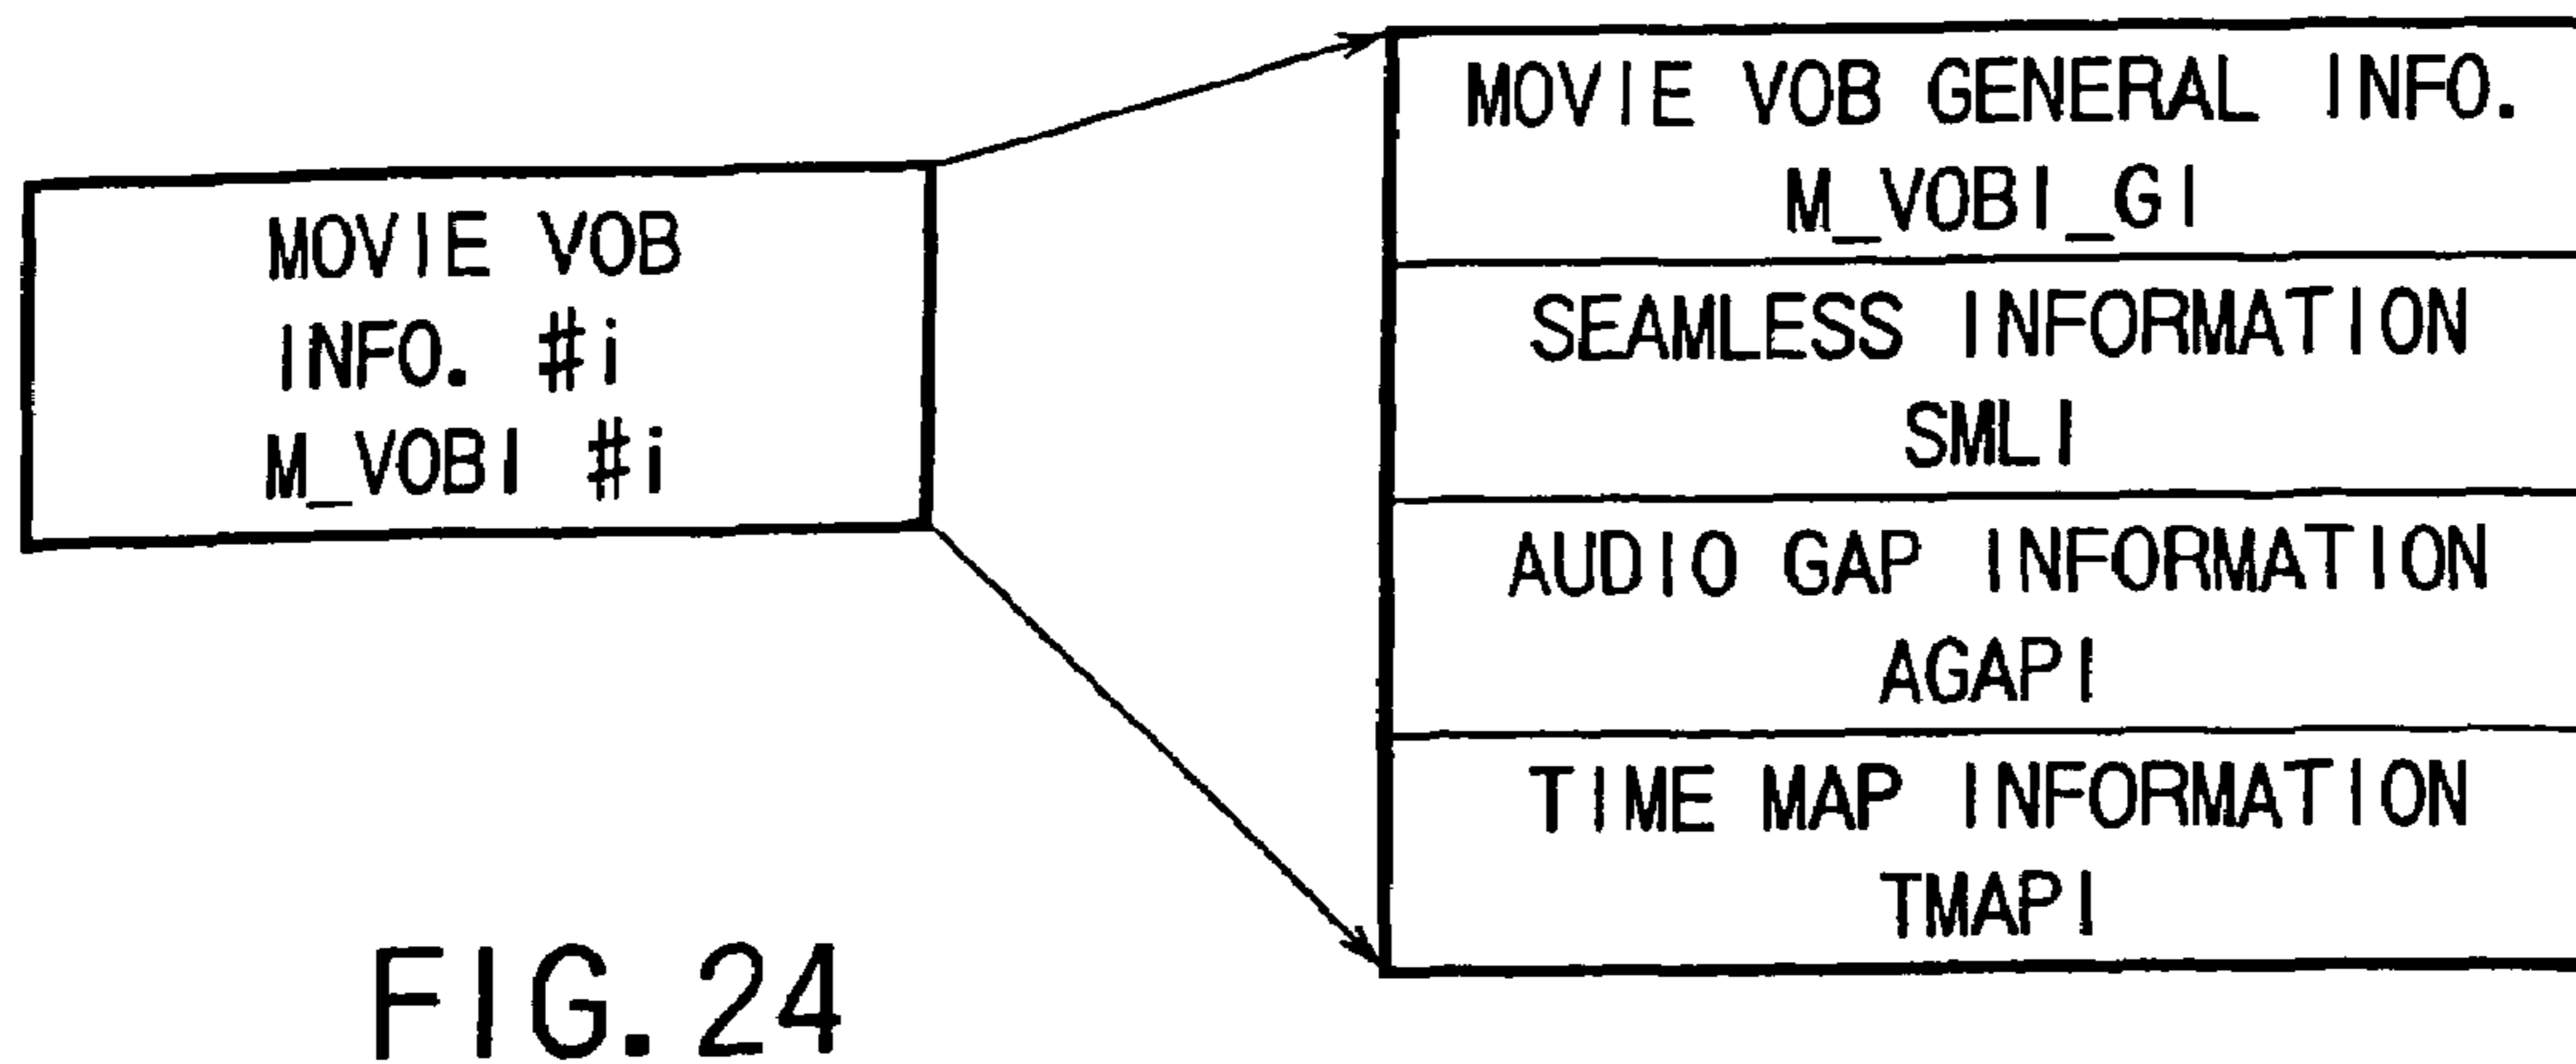 MOVIE VOB
INFO. #i
M_VOBI #i
MOVIE VOB GENERAL INFO.
M_VOBI_GI
SEAMLESS INFORMATION
SMLI
AUDIO GAP INFORMATION
AGAPI
TIME MAP INFORMATION
TMAPI
FIG. 24